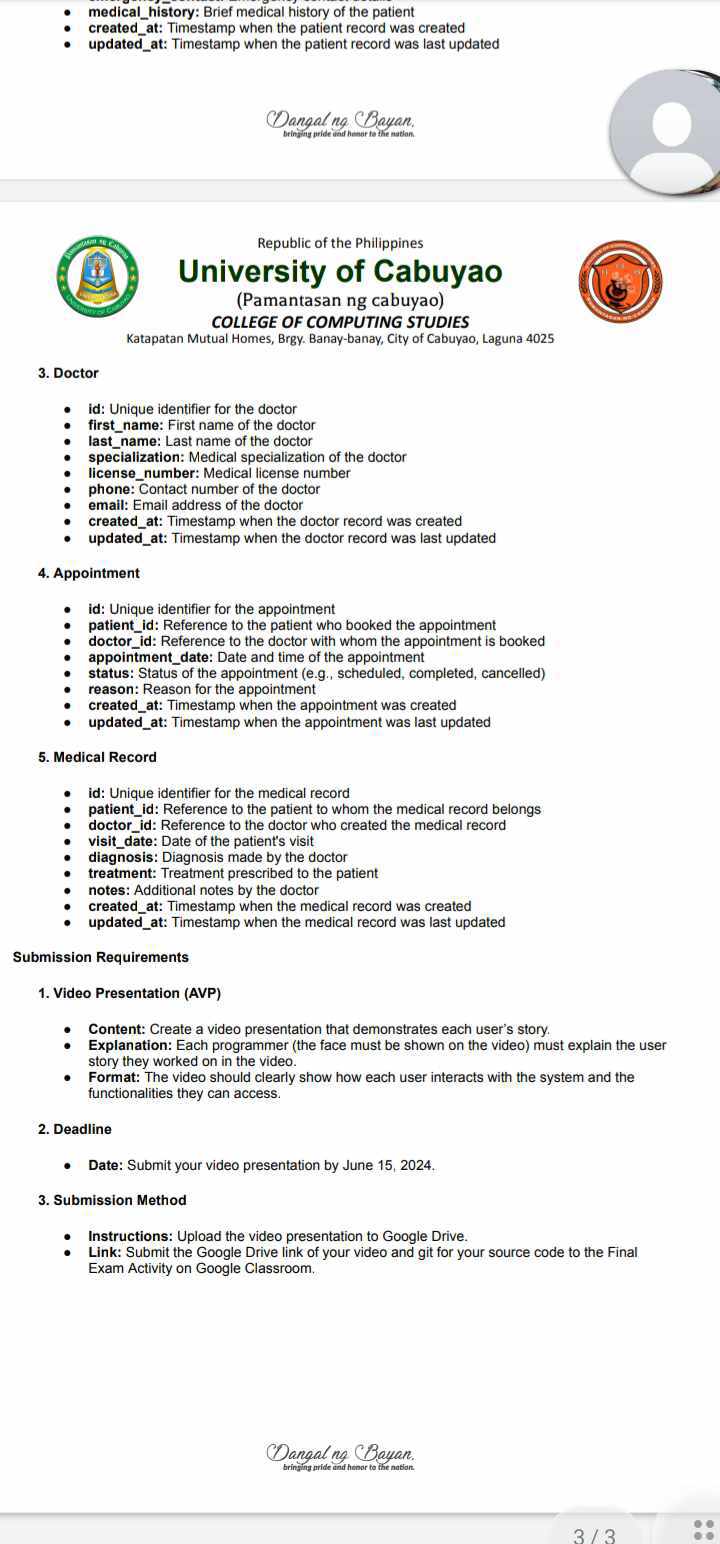 • medical_history: Brief medical history of the patient
• created_at: Timestamp when the patient record was created
• updated_at: Timestamp when the patient record was last updated
Dangal ng Bayan,
bringing pride and honor to the nation.
Republic of the Philippines
University of Cabuyao
(Pamantasan ng cabuyao)
COLLEGE OF COMPUTING STUDIES
Katapatan Mutual Homes, Brgy. Banay-banay, City of Cabuyao, Laguna 4025
3. Doctor
• id: Unique identifier for the doctor
• first_name: First name of the doctor
• last_name: Last name of the doctor
• specialization: Medical specialization of the doctor
• license_number: Medical license number
• phone: Contact number of the doctor
• email: Email address of the doctor
• created_at: Timestamp when the doctor record was created
• updated_at: Timestamp when the doctor record was last updated
4. Appointment
• id: Unique identifier for the appointment
• patient_id: Reference to the patient who booked the appointment
• doctor_id: Reference to the doctor with whom the appointment is booked
• appointment_date: Date and time of the appointment
• status: Status of the appointment (e.g., scheduled, completed, cancelled)
• reason: Reason for the appointment
• created_at: Timestamp when the appointment was created
• updated_at: Timestamp when the appointment was last updated
5. Medical Record
• id: Unique identifier for the medical record
• patient_id: Reference to the patient to whom the medical record belongs
• doctor_id: Reference to the doctor who created the medical record
• visit_date: Date of the patient's visit
• diagnosis: Diagnosis made by the doctor
• treatment: Treatment prescribed to the patient
• notes: Additional notes by the doctor
• created_at: Timestamp when the medical record was created
• updated_at: Timestamp when the medical record was last updated
Submission Requirements
1. Video Presentation (AVP)
• Content: Create a video presentation that demonstrates each user's story.
• Explanation: Each programmer (the face must be shown on the video) must explain the user
story they worked on in the video.
• Format: The video should clearly show how each user interacts with the system and the
functionalities they can access.
2. Deadline
• Date: Submit your video presentation by June 15, 2024.
3. Submission Method
• Instructions: Upload the video presentation to Google Drive.
• Link: Submit the Google Drive link of your video and git for your source code to the Final
Exam Activity on Google Classroom.
Dangal ng Bayan,
bringing pride and honor to the nation.
3 / 3